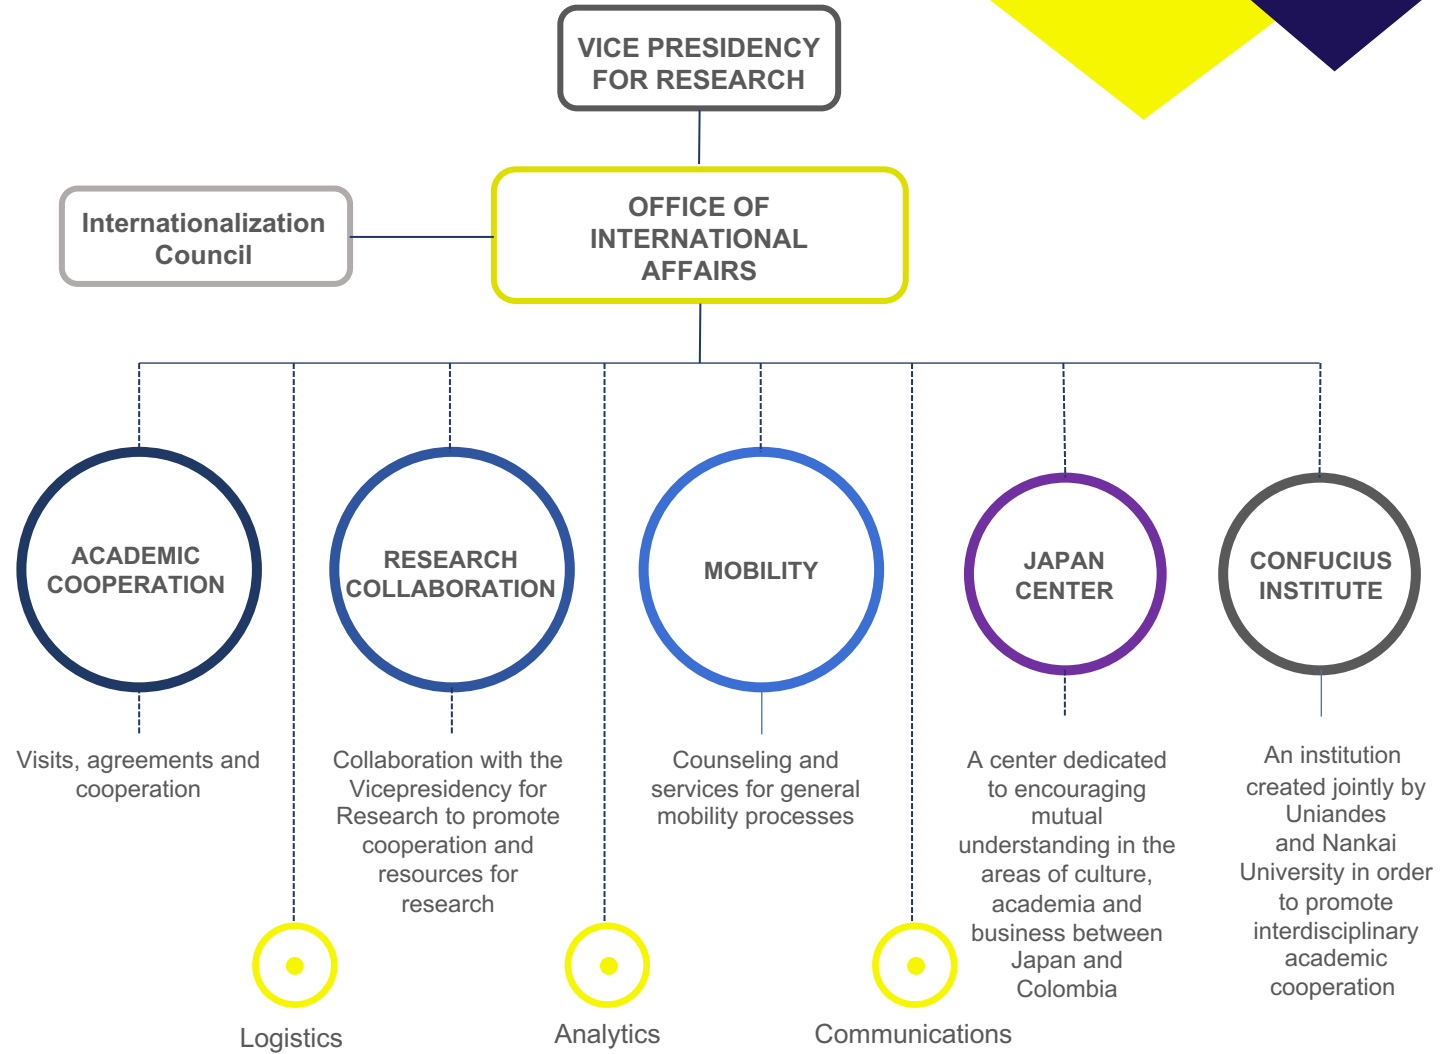 VICE PRESIDENCY
FOR RESEARCH
Internationalization
Council
OFFICE OF
INTERNATIONAL
AFFAIRS
ACADEMIC
COOPERATION
RESEARCH
COLLABORATION
MOBILITY
JAPAN
CENTER
CONFUCIUS
INSTITUTE
Visits, agreements and
cooperation
Collaboration with the
Vicepresidency for
Research to promote
cooperation and
resources for
research
Counseling and
services for general
mobility processes
A center dedicated
to encouraging
mutual
understanding in the
areas of culture,
academia and
business between
Japan and
Colombia
An institution
created jointly by
Uniandes
and Nankai
University in order
to promote
interdisciplinary
academic
cooperation
Logistics
Analytics
Communications